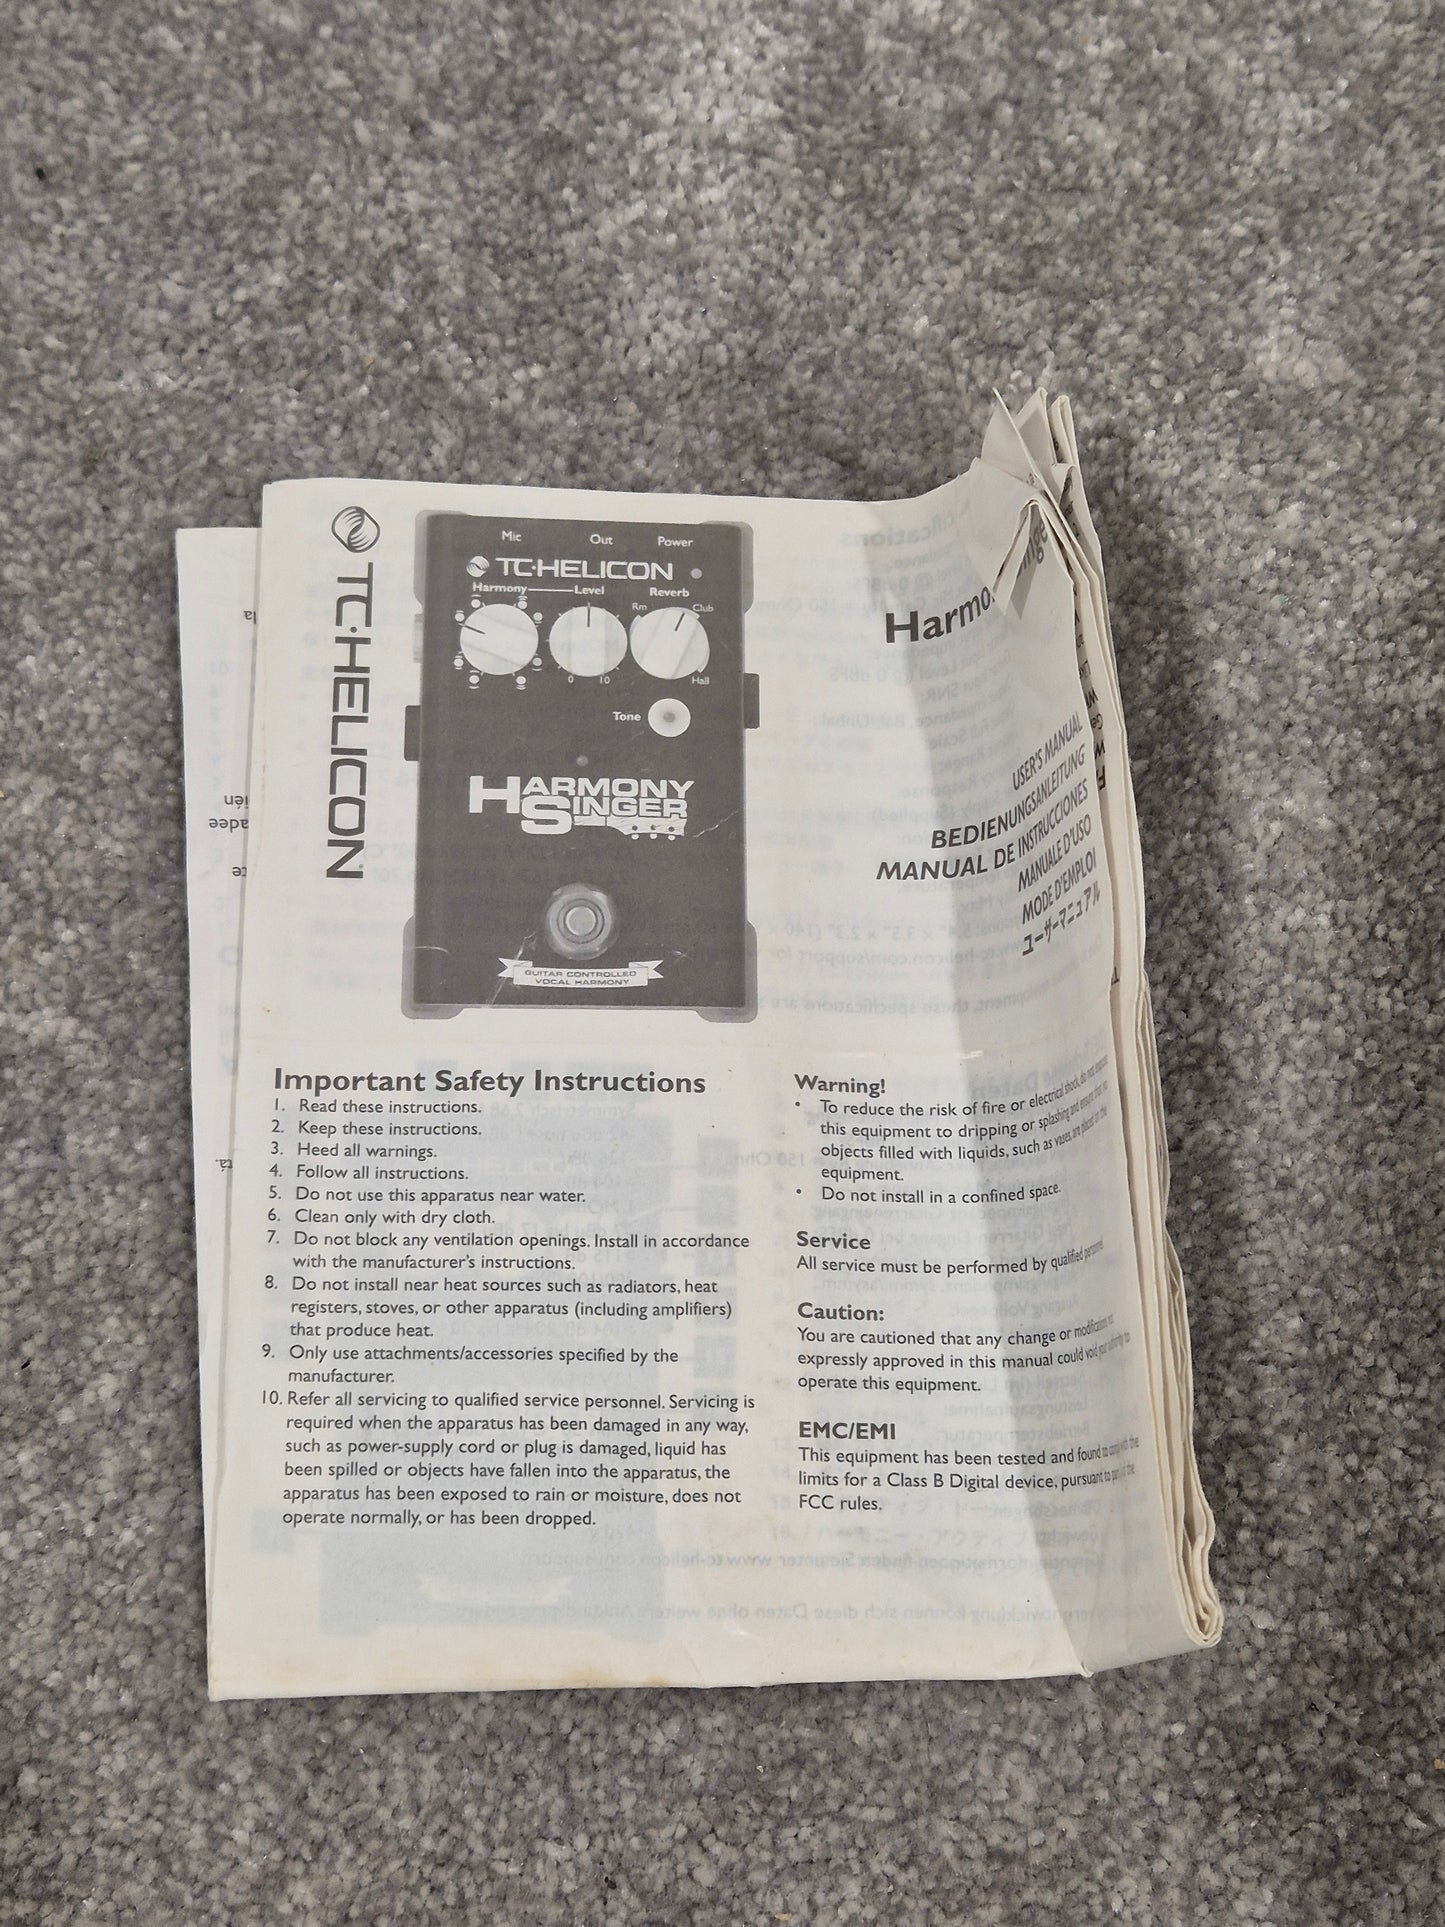 TC·HELICON
Mic Out Power
TC·HELICON
Harmony Level Reverb
Rm Club
0 10 Hall
Tone
HARMONY
SINGER
GUITAR CONTROLLED
VOCAL HARMONY
USER'S MANUAL
BEDIENUNGSANLEITUNG
MANUAL DE INSTRUCCIONES
MANUALE D'USO
MODE D'EMPLOI
ユーザーマニュアル
Important Safety Instructions
1. Read these instructions.
2. Keep these instructions.
3. Heed all warnings.
4. Follow all instructions.
5. Do not use this apparatus near water.
6. Clean only with dry cloth.
7. Do not block any ventilation openings. Install in accordance
with the manufacturer's instructions.
8. Do not install near heat sources such as radiators, heat
registers, stoves, or other apparatus (including amplifiers)
that produce heat.
9. Only use attachments/accessories specified by the
manufacturer.
10. Refer all servicing to qualified service personnel. Servicing is
required when the apparatus has been damaged in any way,
such as power-supply cord or plug is damaged, liquid has
been spilled or objects have fallen into the apparatus, the
apparatus has been exposed to rain or moisture, does not
operate normally, or has been dropped.
Warning!
• To reduce the risk of fire or electrical shock, do not expose
this equipment to dripping or splashing and ensure that no
objects filled with liquids, such as vases, are placed on the
equipment.
• Do not install in a confined space.
Service
All service must be performed by qualified personnel.
Caution:
You are cautioned that any change or modifications not
expressly approved in this manual could void your authority to
operate this equipment.
EMC/EMI
This equipment has been tested and found to comply with the
limits for a Class B Digital device, pursuant to the
FCC rules.